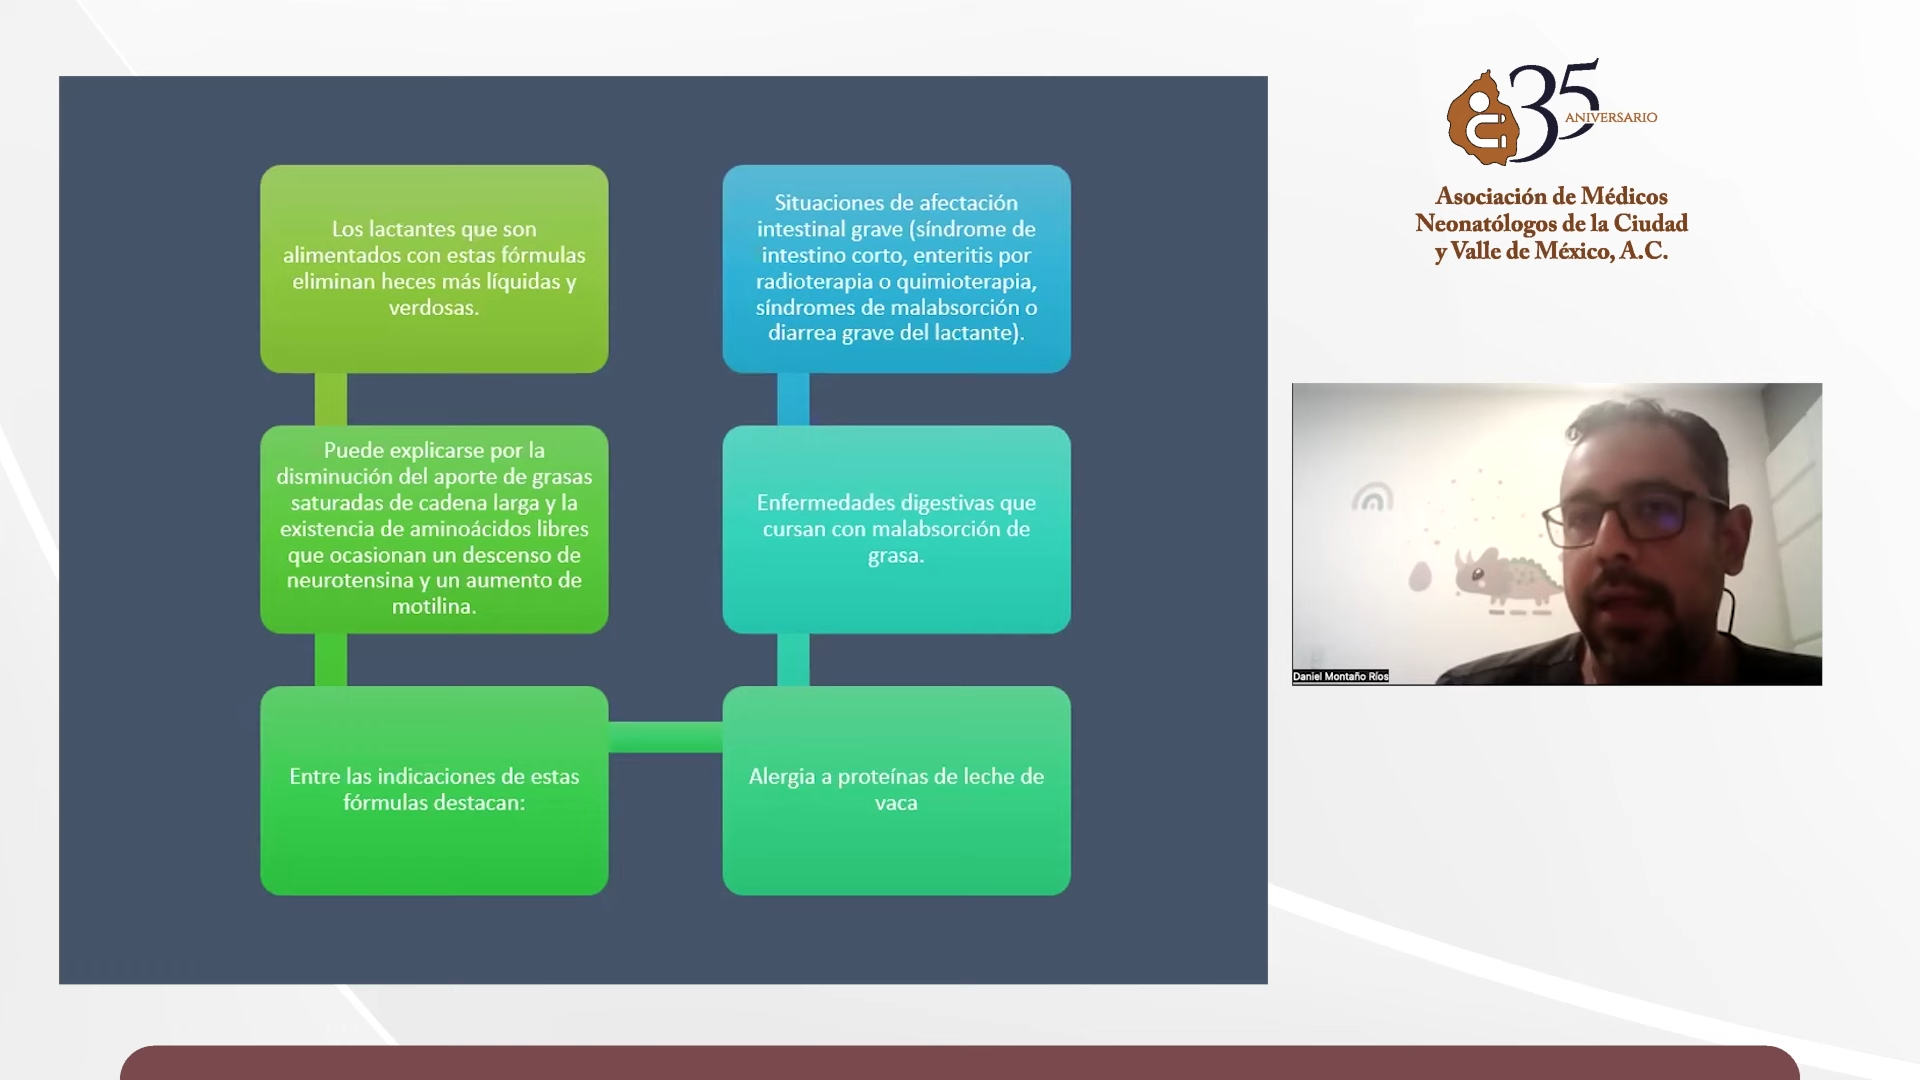 Los lactantes que son
alimentados con estas fórmulas
eliminan heces más líquidas y
verdosas.
Puede explicarse por la
disminución del aporte de grasas
saturadas de cadena larga y la
existencia de aminoácidos libres
que ocasionan un descenso de
neurotensina y un aumento de
motilina.
Entre las indicaciones de estas
fórmulas destacan:
Alergia a proteínas de leche de
vaca
Enfermedades digestivas que
cursan con malabsorción de
grasa.
Situaciones de afectación
intestinal grave (síndrome de
intestino corto, enteritis por
radioterapia o quimioterapia,
síndromes de malabsorción o
diarrea grave del lactante).
35
ANIVERSARIO
Asociación de Médicos
Neonatólogos de la Ciudad
y Valle de México, A.C.
Daniel Montaño Ríos